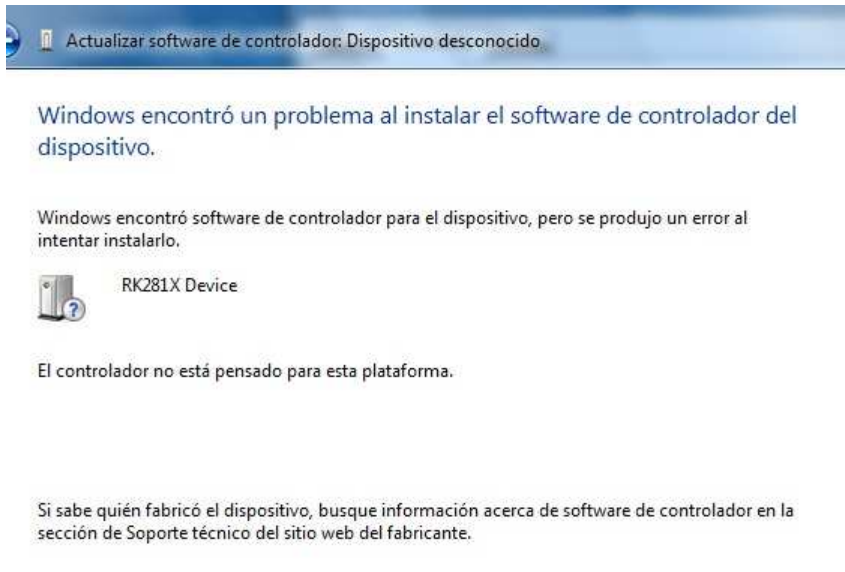 Actualizar software de controlador: Dispositivo desconocido
Windows encontró un problema al instalar el software de controlador del
dispositivo.
Windows encontró software de controlador para el dispositivo, pero se produjo un error al
intentar instalarlo.
RK281X Device
El controlador no está pensado para esta plataforma.
Si sabe quién fabricó el dispositivo, busque información acerca de software de controlador en la
sección de Soporte técnico del sitio web del fabricante.